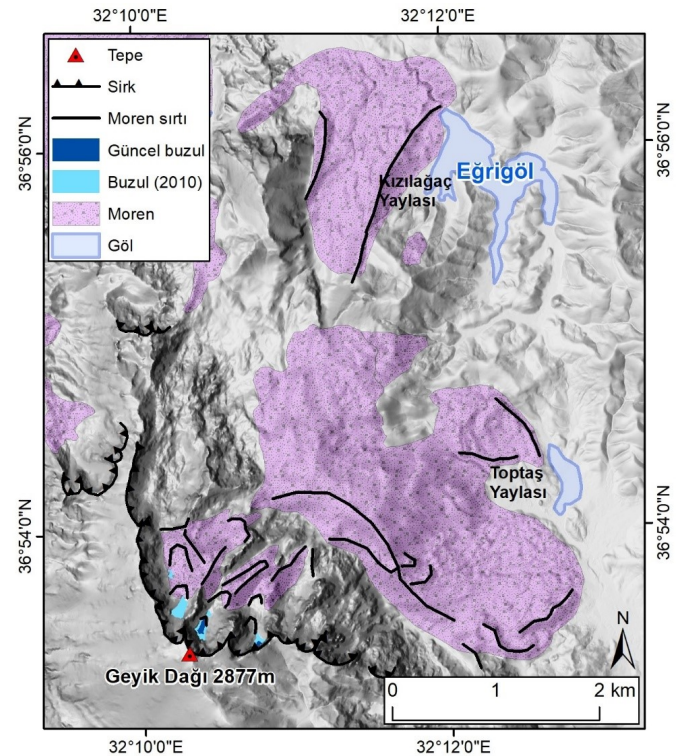 32°10'0"E
32°12'0"E
Tepe
Sirk
Moren sırtı
Güncel buzul
Buzul (2010)
Moren
Göl
36°56'0"N
36°56'0"N
Kızılağaç
Yaylası
Eğrigöl
Toptaş
Yaylası
36°54'0"N
36°54'0"N
Geyik Dağı 2877m
N
0 1 2 km
32°10'0"E
32°12'0"E